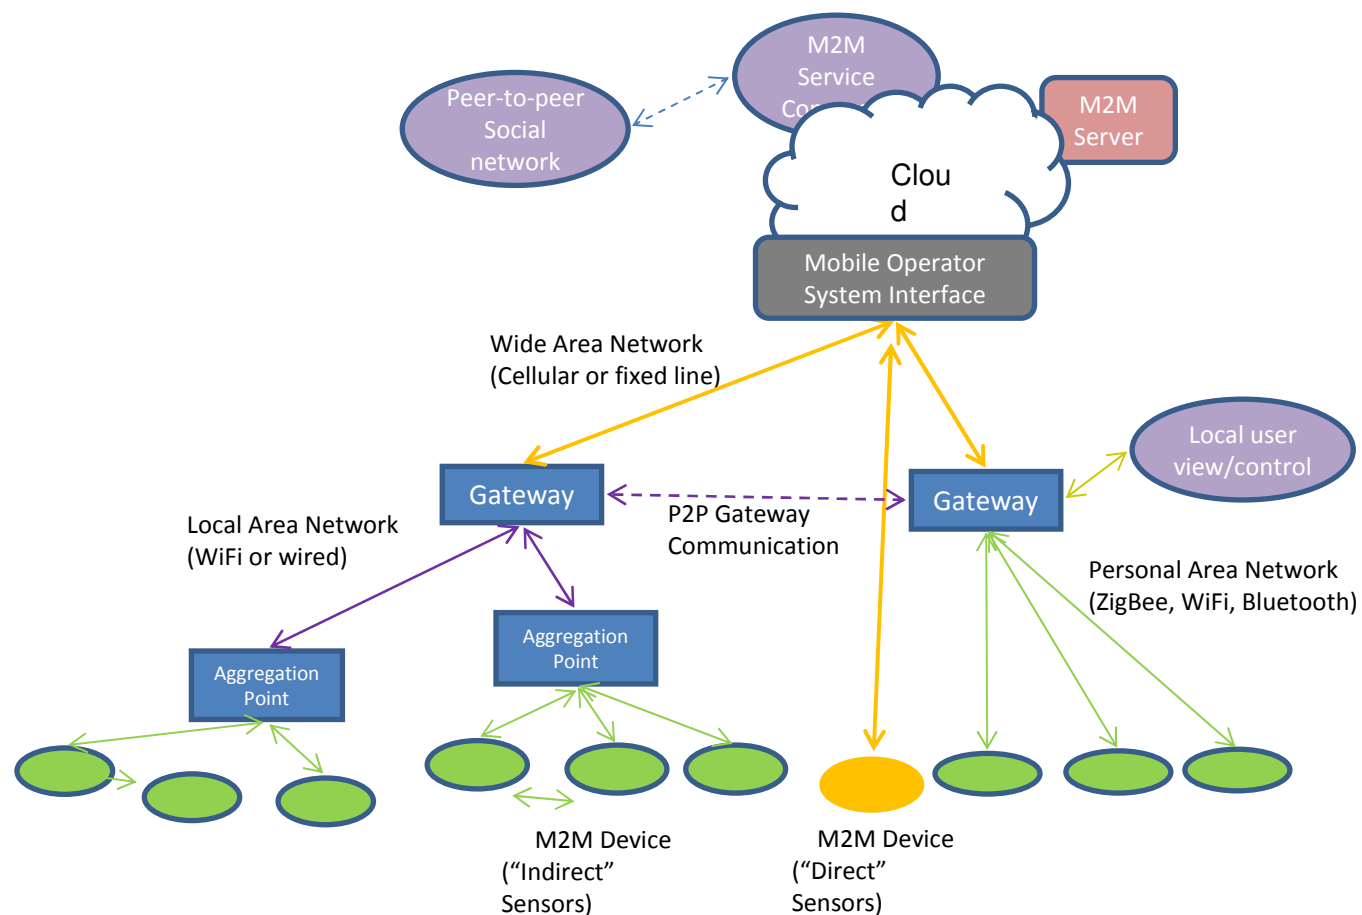 M2M
Service
Peer-to-peer
Social
network
M2M
Server
Clou
d
Mobile Operator
System Interface
Wide Area Network
(Cellular or fixed line)
Local user
view/control
Gateway
Gateway
P2P Gateway
Communication
Local Area Network
(WiFi or wired)
Personal Area Network
(ZigBee, WiFi, Bluetooth)
Aggregation
Point
Aggregation
Point
M2M Device
(“Indirect”
Sensors)
M2M Device
(“Direct”
Sensors)